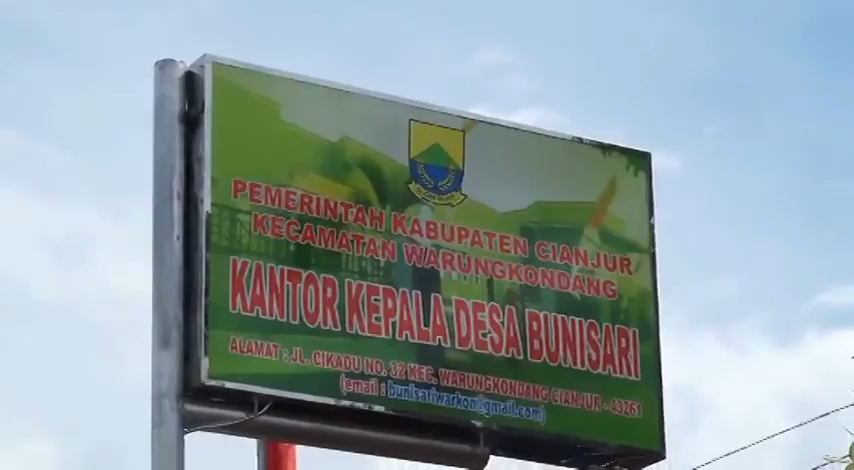 PEMERINTAH KABUPATEN CIANJUR
KECAMATAN WARUNGKONDANG
KANTOR KEPALA DESA BUNISARI
ALAMAT : JL. CIKADU NO. 32 KEC. WARUNGKONDANG CIANJUR - 43261
(email : bunisatiwarkon@gmail.com)